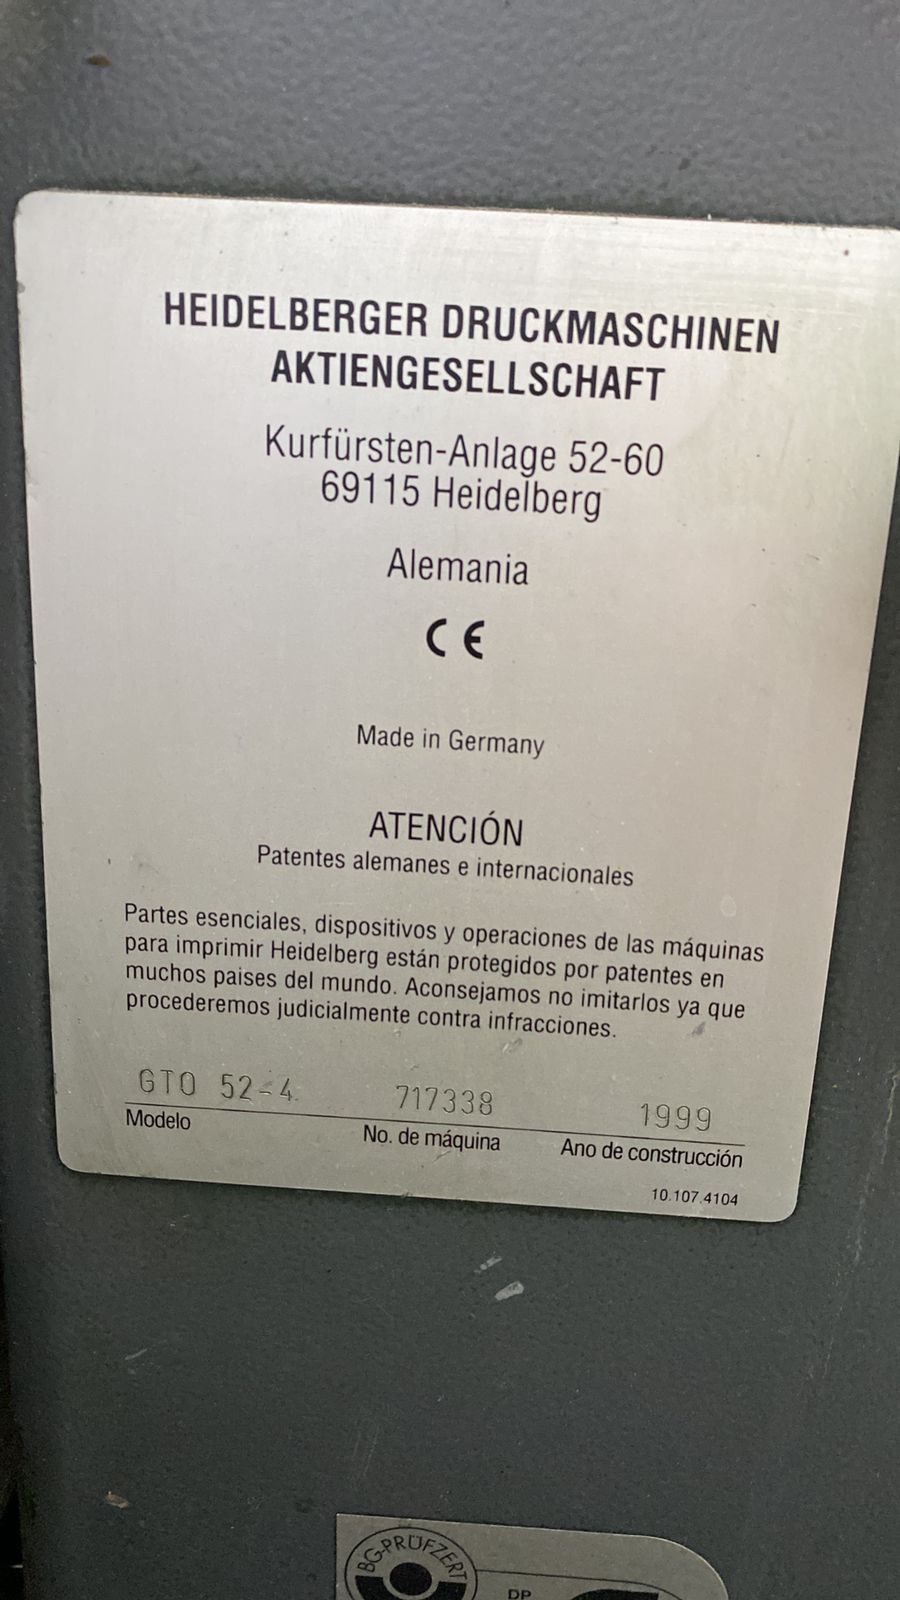 HEIDELBERGER DRUCKMASCHINEN
AKTIENGESELLSCHAFT
Kurfürsten-Anlage 52-60
69115 Heidelberg
Alemania
CE
Made in Germany
ATENCIÓN
Patentes alemanes e internacionales
Partes esenciales, dispositivos y operaciones de las máquinas
para imprimir Heidelberg están protegidos por patentes en
muchos paises del mundo. Aconsejamos no imitarlos ya que
procederemos judicialmente contra infracciones.
GTO 52-4 717338 1999
Modelo No. de máquina Ano de construcción
10.107.4104
BG-PRÜFZERT
DP